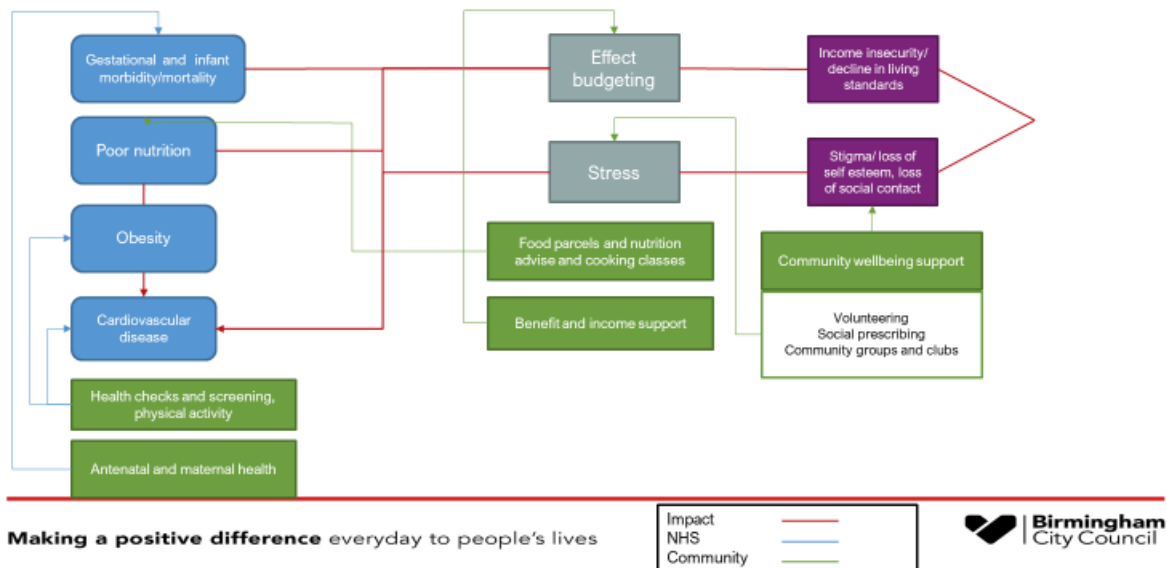 Gestational and infant
morbidity/mortality
Effect
budgeting
Income insecurity/
decline in living
standards
Poor nutrition
Stress
Stigma/ loss of
self esteem, loss
of social contact
Obesity
Food parcels and nutrition
advise and cooking classes
Community wellbeing support
Cardiovascular
disease
Benefit and income support
Volunteering
Social prescribing
Community groups and clubs
Health checks and screening,
physical activity
Antenatal and maternal health
Making a positive difference everyday to people's lives
Impact
NHS
Community
Birmingham
City Council